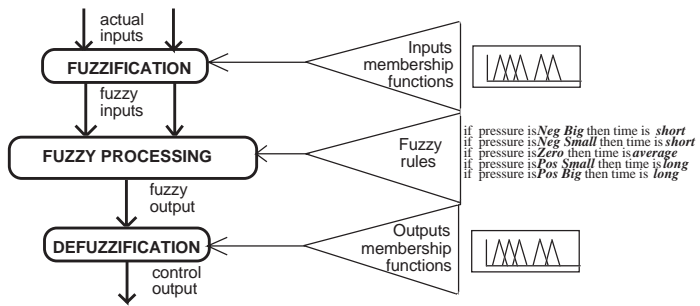 actual
inputs
FUZZIFICATION
Inputs
membership
functions
fuzzy
inputs
FUZZY PROCESSING
Fuzzy
rules
if pressure is Neg Big then time is short
if pressure is Neg Small then time is short
if pressure is Zero then time is average
if pressure is Pos Small then time is long
if pressure is Pos Big then time is long
fuzzy
output
DEFUZZIFICATION
Outputs
membership
functions
control
output